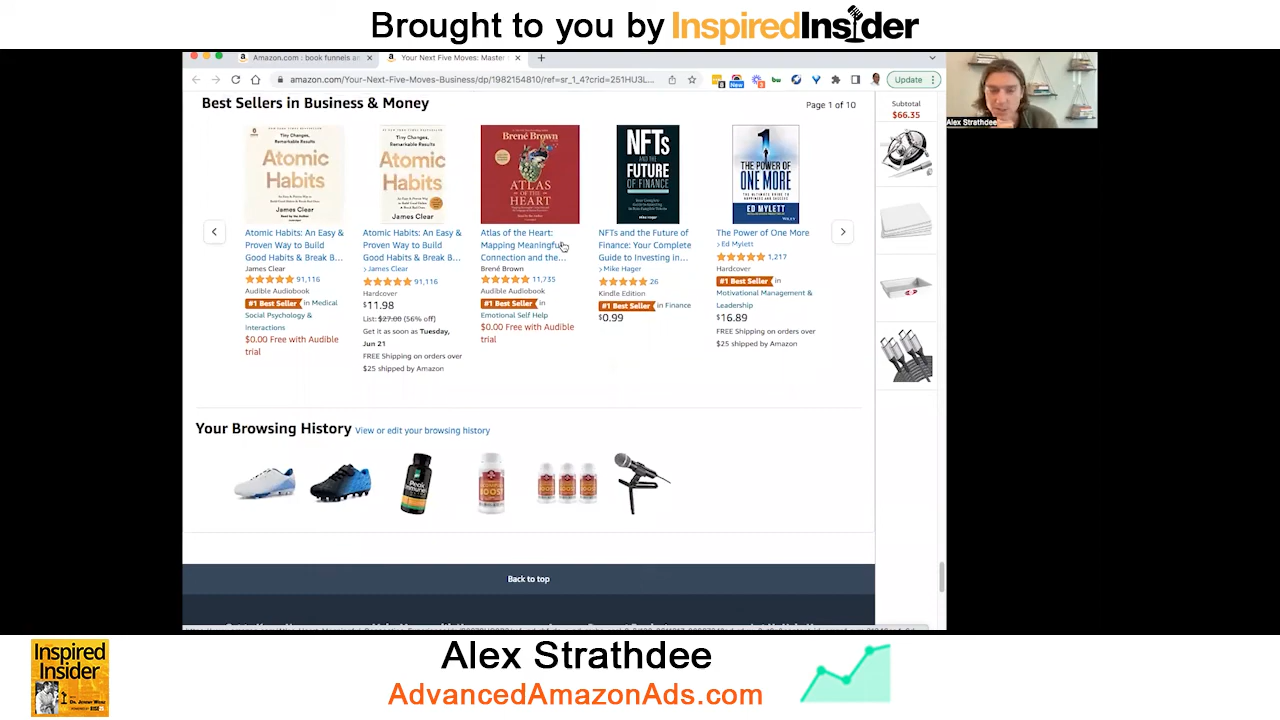 Brought to you by InspiredInsider
Amazon.com : book funnels an
Your Next Five Moves: Master
amazon.com/Your-Next-Five-Moves-Business/dp/1982154810/ref=sr_1_4?crid=251HU3L...
New
Update
Best Sellers in Business & Money
Page 1 of 10
Subtotal
$66.35
Alex Strathdee
Tiny Changes,
Remarkable Results
Atomic
Habits
James Clear
Tiny Changes,
Remarkable Results
Atomic
Habits
James Clear
Brené Brown
ATLAS
OF THE
HEART
NFTs
AND THE
FUTURE
OF FINANCE
1
THE POWER OF
ONE MORE
ED MYLETT
WILEY
Atomic Habits: An Easy &
Proven Way to Build
Good Habits & Break B...
James Clear
91,116
Audible Audiobook
#1 Best Seller in Medical
Social Psychology &
Interactions
$0.00 Free with Audible
trial
Atomic Habits: An Easy &
Proven Way to Build
Good Habits & Break B...
› James Clear
91,116
Hardcover
$11.98
List: $27.00 (56% off)
Get it as soon as Tuesday,
Jun 21
FREE Shipping on orders over
$25 shipped by Amazon
Atlas of the Heart:
Mapping Meaningful
Connection and the...
Brené Brown
11,735
Audible Audiobook
#1 Best Seller in
Emotional Self Help
$0.00 Free with Audible
trial
NFTs and the Future of
Finance: Your Complete
Guide to Investing in...
› Mike Hager
26
Kindle Edition
#1 Best Seller in Finance
$0.99
The Power of One More
› Ed Mylett
1,217
Hardcover
#1 Best Seller in
Motivational Management &
Leadership
$16.89
FREE Shipping on orders over
$25 shipped by Amazon
Your Browsing History View or edit your browsing history
Back to top
Inspired
Insider
Alex Strathdee
AdvancedAmazonAds.com